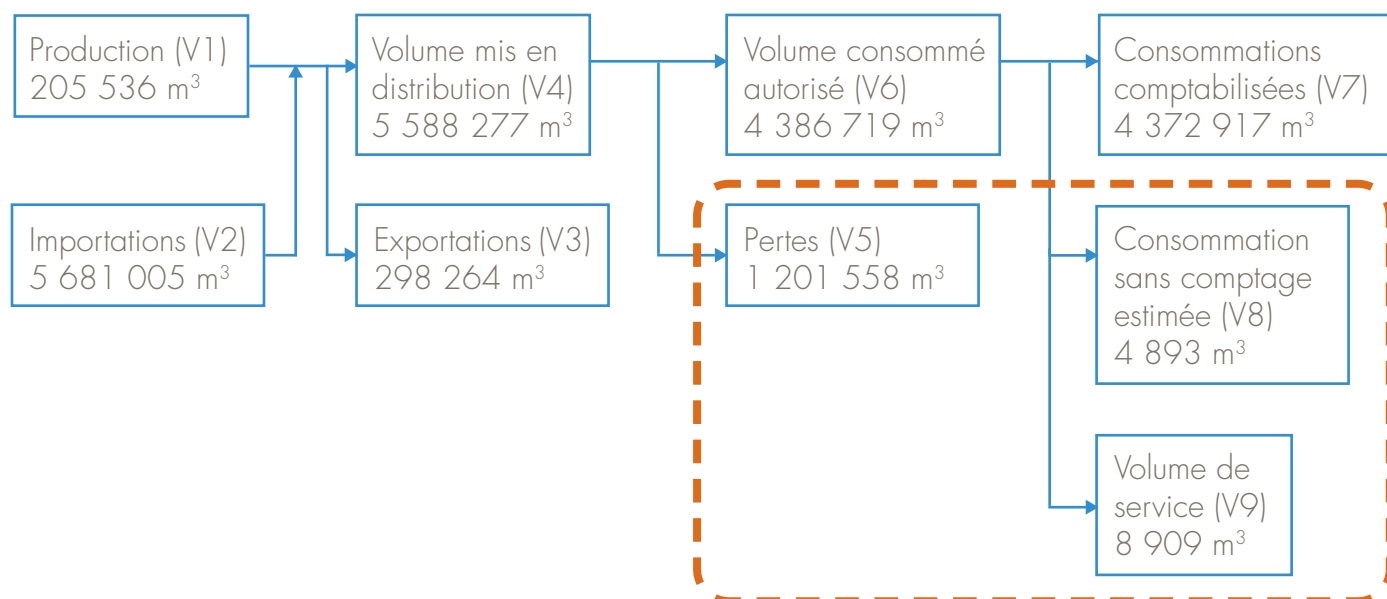 Production (V1)
205 536 m³
Volume mis en
distribution (V4)
5 588 277 m³
Volume consommé
autorisé (V6)
4 386 719 m³
Consommations
comptabilisées (V7)
4 372 917 m³
Importations (V2)
5 681 005 m³
Exportations (V3)
298 264 m³
Pertes (V5)
1 201 558 m³
Consommation
sans comptage
estimée (V8)
4 893 m³
Volume de
service (V9)
8 909 m³